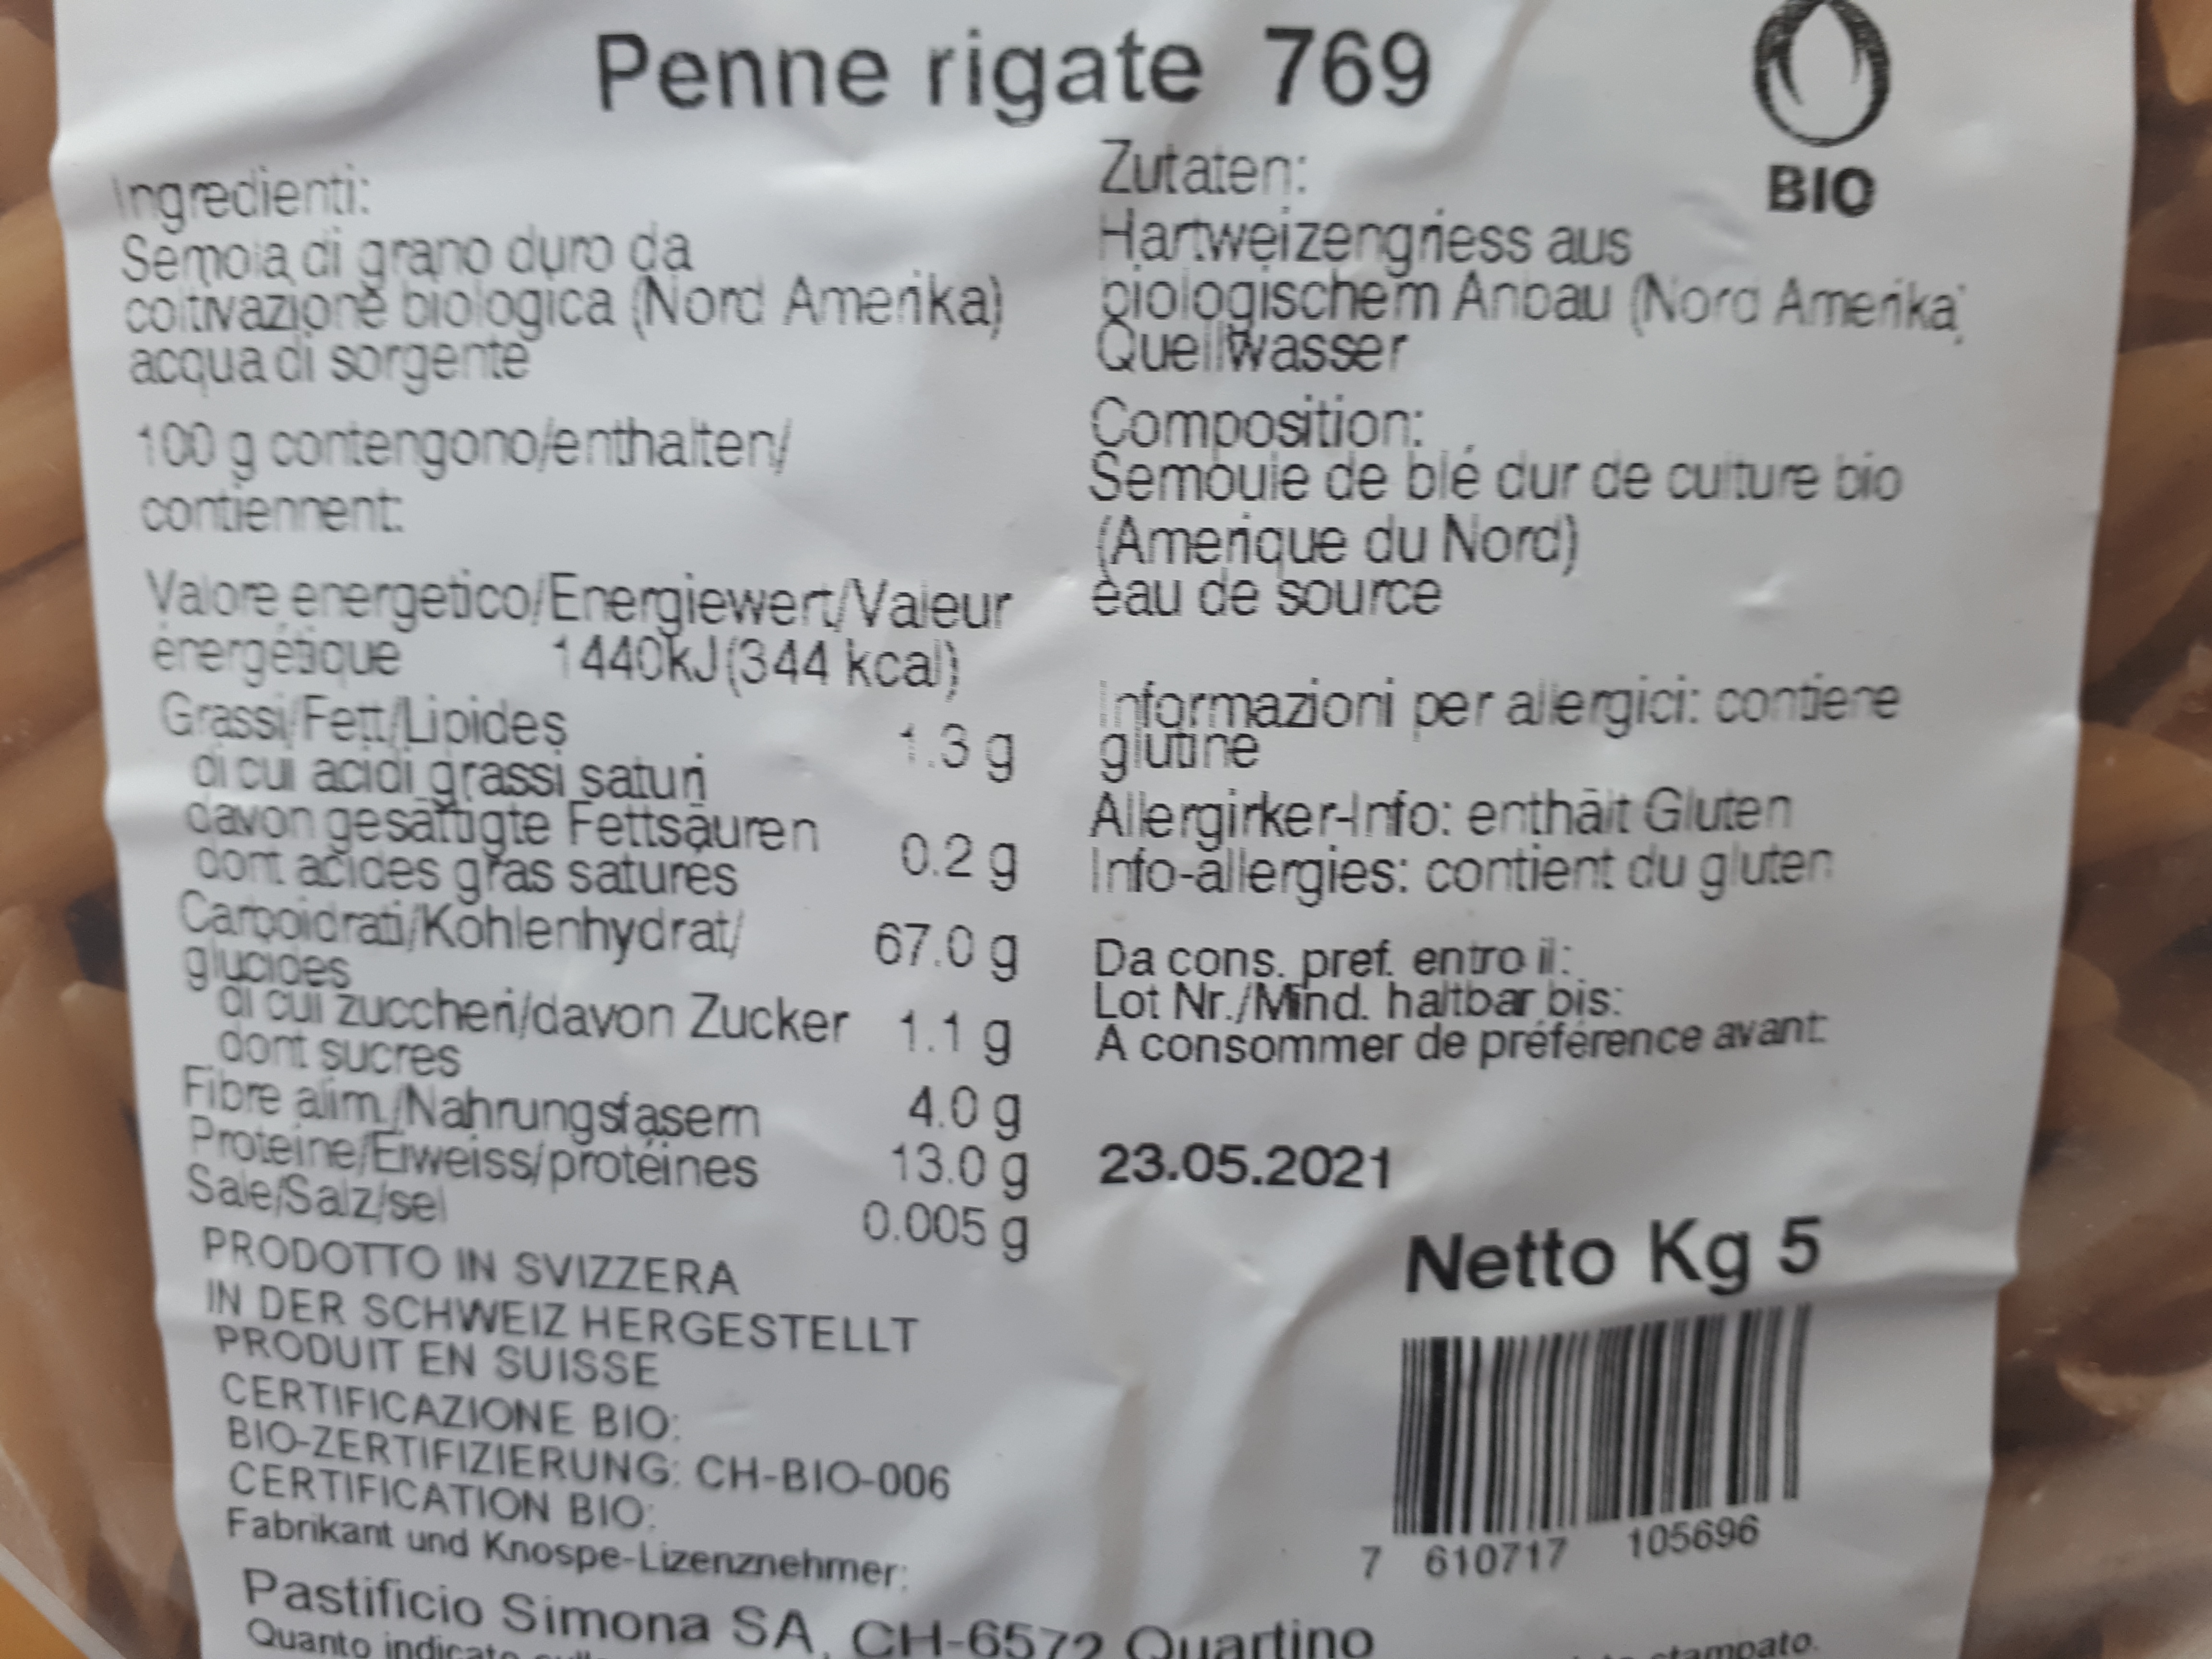 Penne rigate 769
BIO
Ingredienti:
Semola di grano duro da
coltivazione biologica (Nord Amerika)
acqua di sorgente
100 g contengono/enthalten/
contiennent:
Valore energetico/Energiewert/Valeur
énergétique 1440kJ(344 kcal)
Grassi/Fett/Lipides 1.3 g
di cui acidi grassi saturi
davon gesättigte Fettsäuren 0.2 g
dont acides gras saturés
Carboidrati/Kohlenhydrat/ 67.0 g
glucides
di cui zuccheri/davon Zucker 1.1 g
dont sucres
Fibre alim./Nahrungsfasern 4.0 g
Proteine/Eiweiss/protéines 13.0 g
Sale/Salz/sel 0.005 g
PRODOTTO IN SVIZZERA
IN DER SCHWEIZ HERGESTELLT
PRODUIT EN SUISSE
CERTIFICAZIONE BIO:
BIO-ZERTIFIZIERUNG: CH-BIO-006
CERTIFICATION BIO:
Fabrikant und Knospe-Lizenznehmer:
Pastificio Simona SA, CH-6572 Quartino
Quanto
Zutaten:
Hartweizengriess aus
biologischem Anbau (Nord Amerika)
Quellwasser
Composition:
Semoule de blé dur de culture bio
(Amerique du Nord)
eau de source
Informazioni per allergici: contiene
glutine
Allergirker-Info: enthält Gluten
Info-allergies: contient du gluten
Da cons. pref. entro il:
Lot Nr./Mind. haltbar bis:
A consommer de préférence avant:
23.05.2021
Netto Kg 5
7 610717 105696